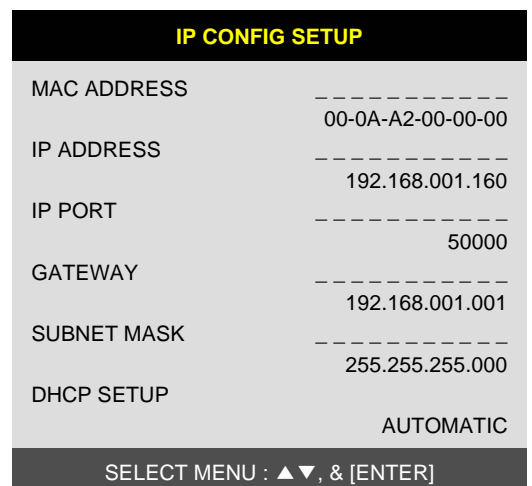 IP CONFIG SETUP
MAC ADDRESS _ _ _ _ _ _ _ _ _ _ _
00-0A-A2-00-00-00
IP ADDRESS _ _ _ _ _ _ _ _ _ _ _
192.168.001.160
IP PORT _ _ _ _ _ _ _ _ _ _ _
50000
GATEWAY _ _ _ _ _ _ _ _ _ _ _
192.168.001.001
SUBNET MASK _ _ _ _ _ _ _ _ _ _ _
255.255.255.000
DHCP SETUP
AUTOMATIC
SELECT MENU : ▲▼, & [ENTER]